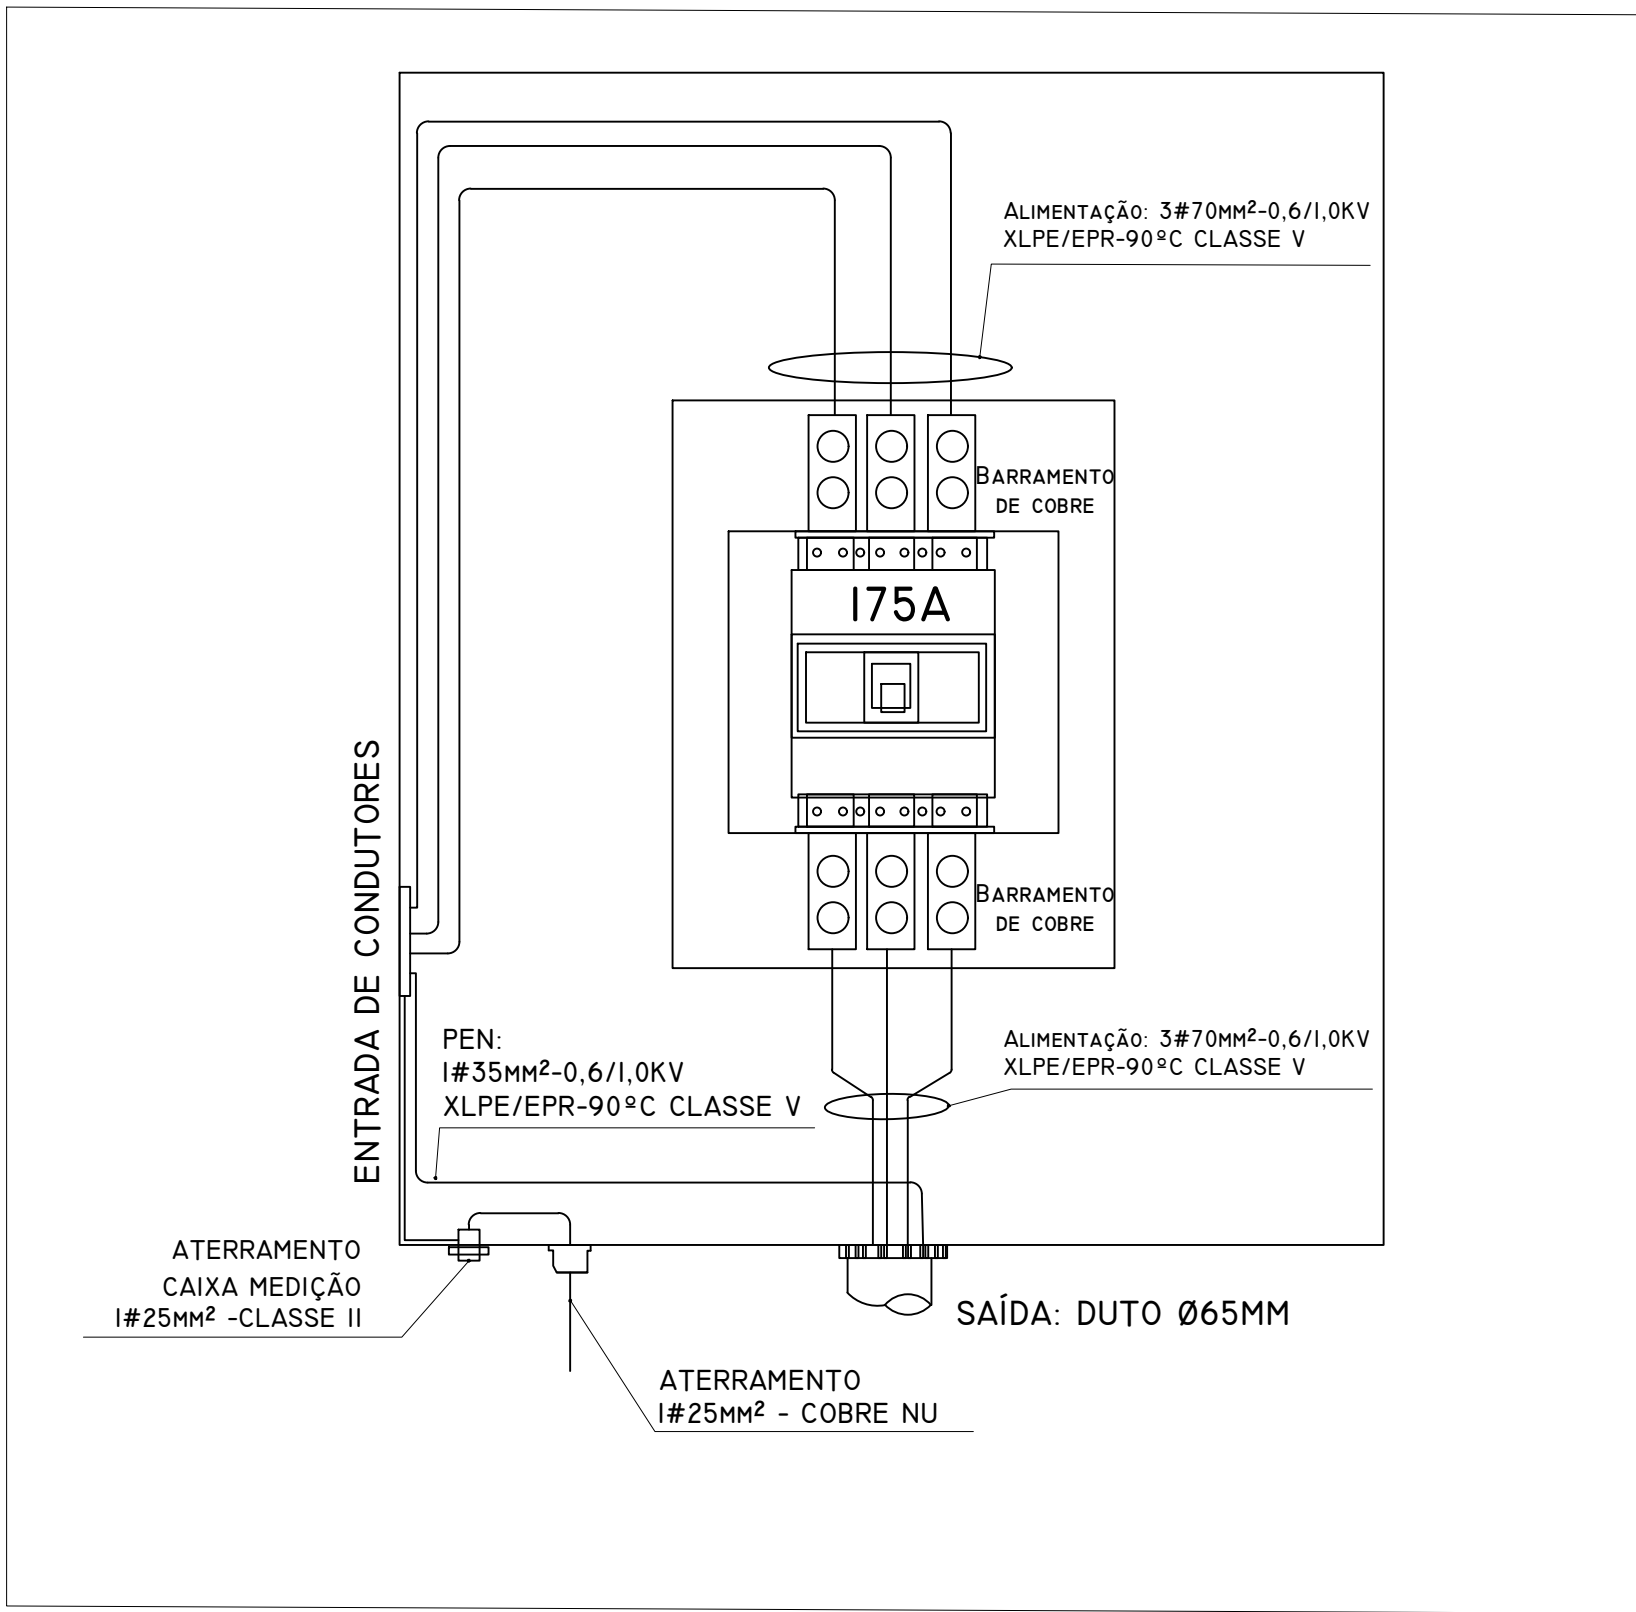 Alimentação: 3#70mm²-0,6/1,0KV
XLPE/EPR-90ºC CLASSE V
Barramento
de cobre
175A
Barramento
de cobre
ENTRADA DE CONDUTORES
PEN:
1#35mm²-0,6/1,0KV
XLPE/EPR-90ºC CLASSE V
Alimentação: 3#70mm²-0,6/1,0KV
XLPE/EPR-90ºC CLASSE V
ATERRAMENTO
CAIXA MEDIÇÃO
1#25mm² -CLASSE II
SAÍDA: DUTO Ø65MM
ATERRAMENTO
1#25mm² - COBRE NU